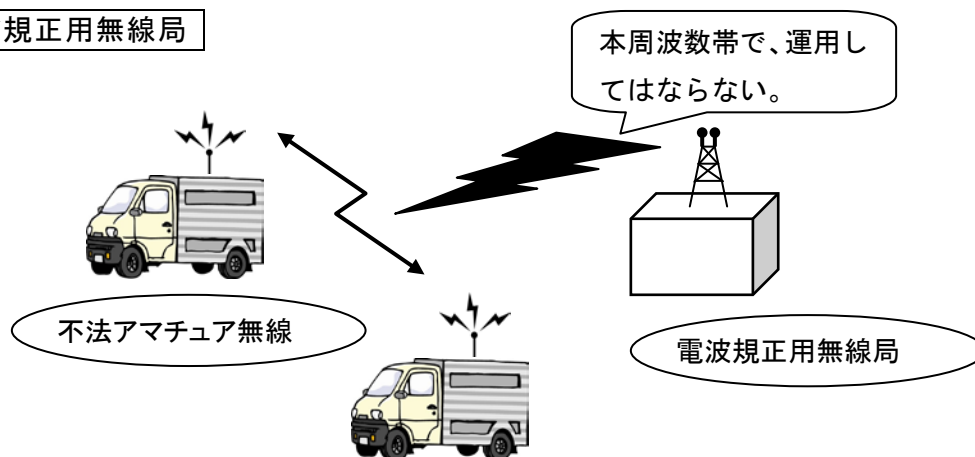 規正用無線局
本周波数帯で、運用し
てはならない。
不法アマチュア無線
電波規正用無線局